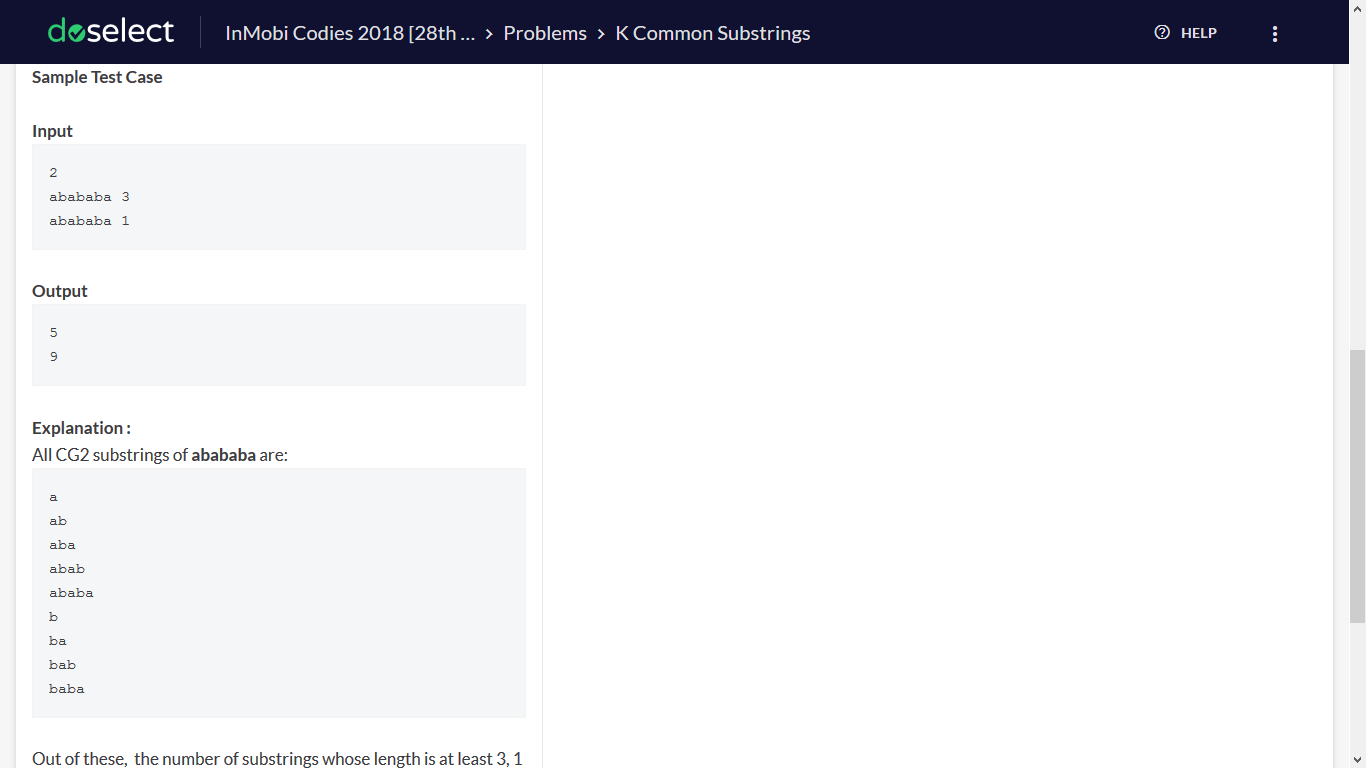 doselect InMobi Codies 2018 [28th ... > Problems > K Common Substrings HELP
Sample Test Case
Input
2
abababa 3
abababa 1
Output
5
9
Explanation :
All CG2 substrings of abababa are:
a
ab
aba
abab
ababa
b
ba
bab
baba
Out of these, the number of substrings whose length is at least 3, 1